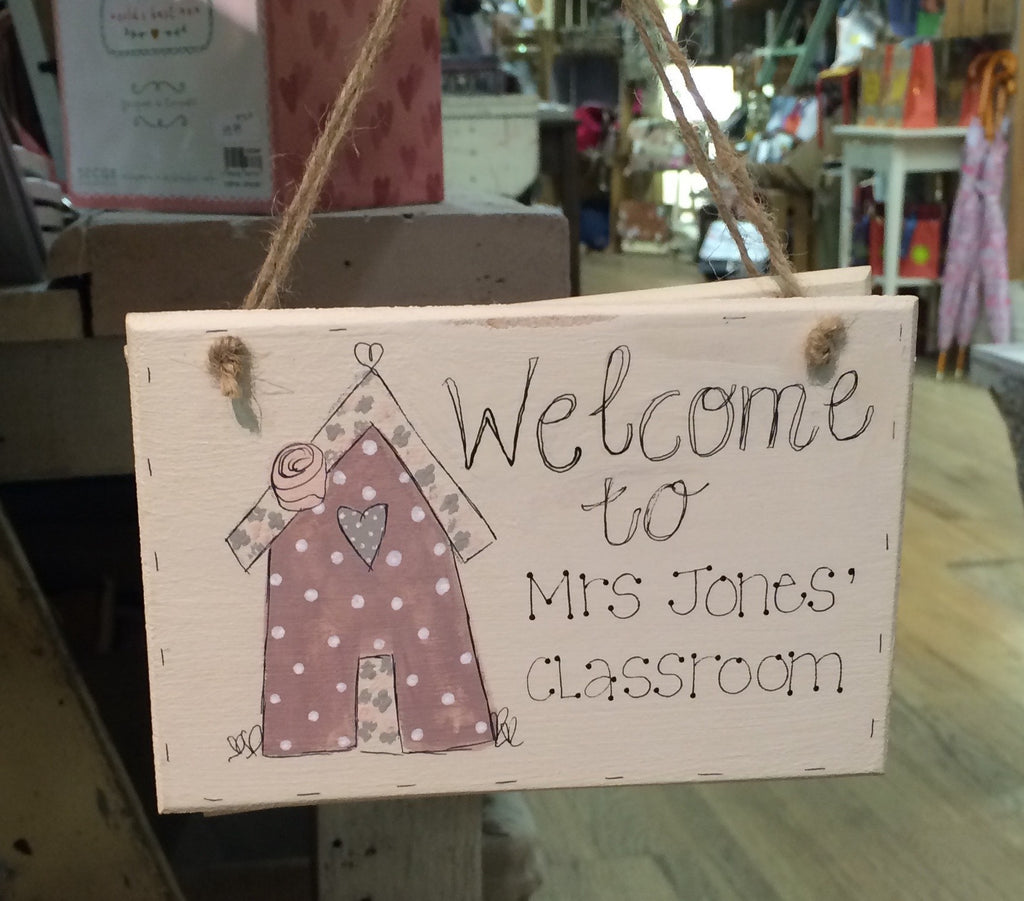 Welcome
to
Mrs Jones'
classroom